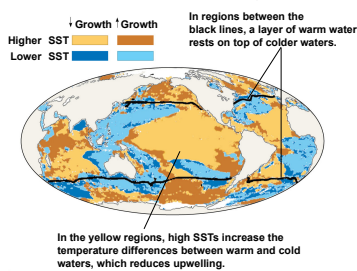 ↓ Growth ↑ Growth
Higher SST
Lower SST
In regions between the
black lines, a layer of warm water
rests on top of colder waters.
In the yellow regions, high SSTs increase the
temperature differences between warm and cold
waters, which reduces upwelling.